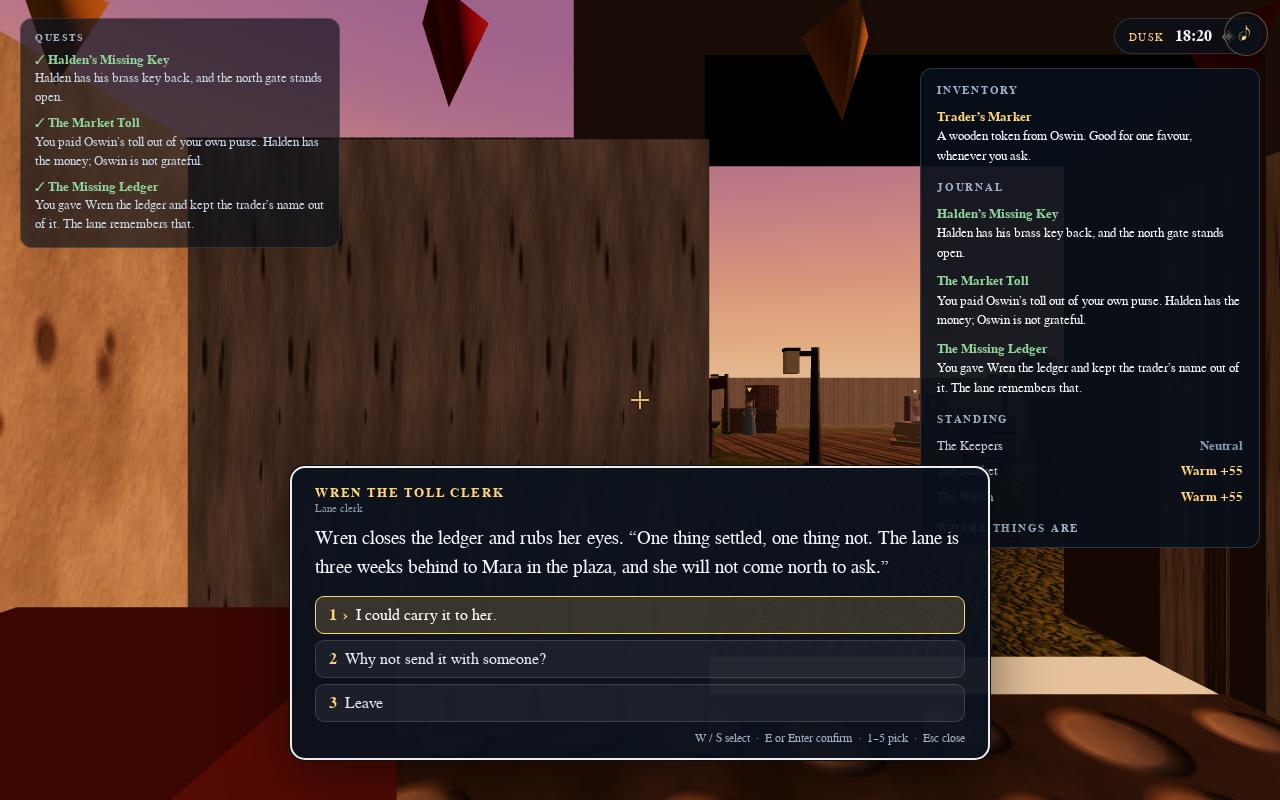 QUESTS
✓ Halden's Missing Key
Halden has his brass key back, and the north gate stands
open.
✓ The Market Toll
You paid Oswin's toll out of your own purse. Halden has
the money; Oswin is not grateful.
✓ The Missing Ledger
You gave Wren the ledger and kept the trader's name out
of it. The lane remembers that.
DUSK 18:20
INVENTORY
Trader's Marker
A wooden token from Oswin. Good for one favour,
whenever you ask.
JOURNAL
Halden's Missing Key
Halden has his brass key back, and the north gate stands
open.
The Market Toll
You paid Oswin's toll out of your own purse. Halden has the
money; Oswin is not grateful.
The Missing Ledger
You gave Wren the ledger and kept the trader's name out of
it. The lane remembers that.
STANDING
The Keepers Neutral
The Market Warm +55
The Watch Warm +55
WHERE THINGS ARE
WREN THE TOLL CLERK
Lane clerk
Wren closes the ledger and rubs her eyes. “One thing settled, one thing not. The lane is
three weeks behind to Mara in the plaza, and she will not come north to ask.”
1 › I could carry it to her.
2 Why not send it with someone?
3 Leave
W / S select · E or Enter confirm · 1–5 pick · Esc close